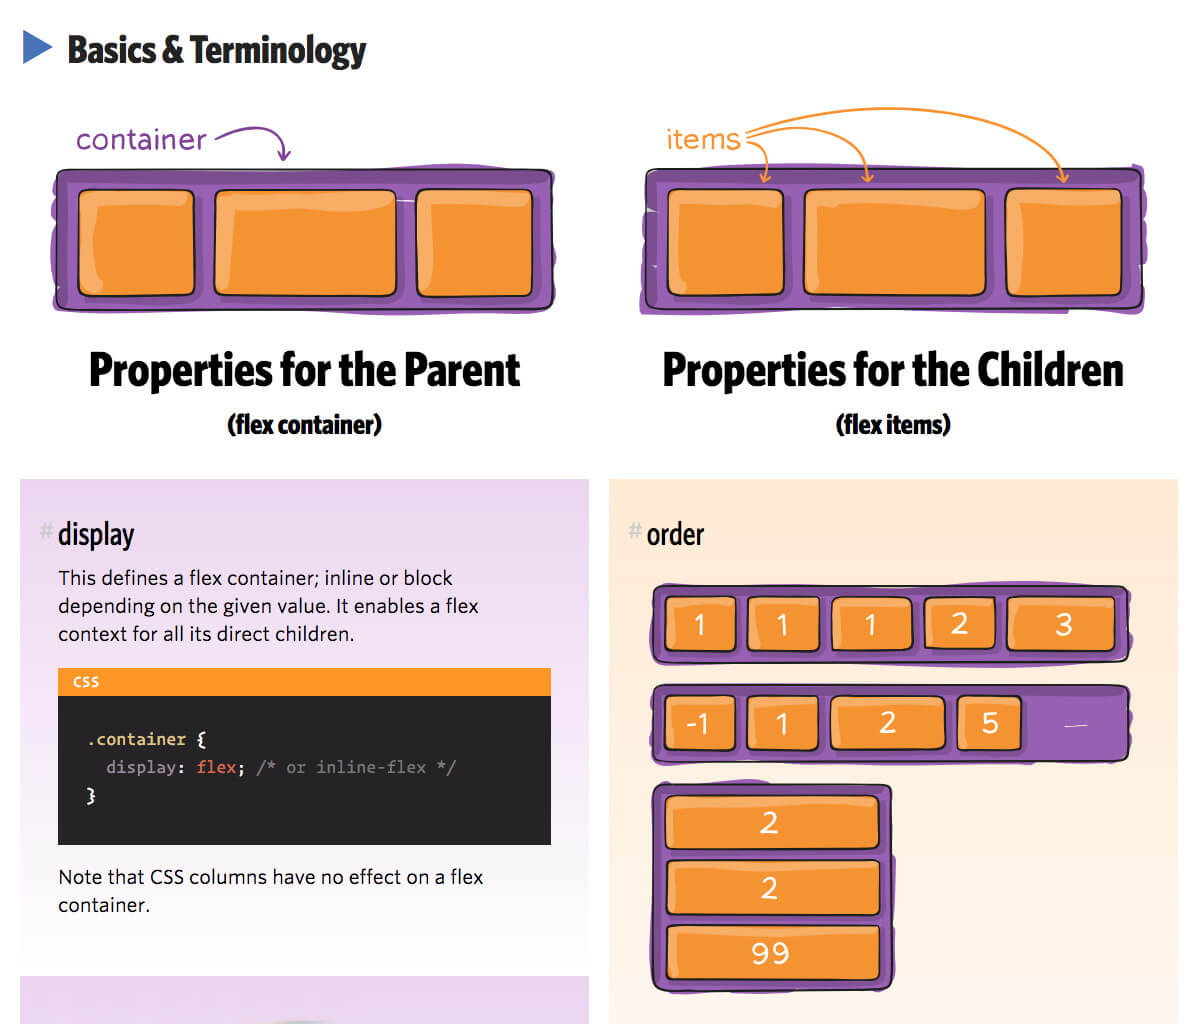 Basics & Terminology
container
Properties for the Parent
(flex container)
items
Properties for the Children
(flex items)
# display
This defines a flex container; inline or block
depending on the given value. It enables a flex
context for all its direct children.
CSS
.container {
display: flex; /* or inline-flex */
}
Note that CSS columns have no effect on a flex
container.
# order
1 1 1 2 3
-1 1 2 5
2
2
99